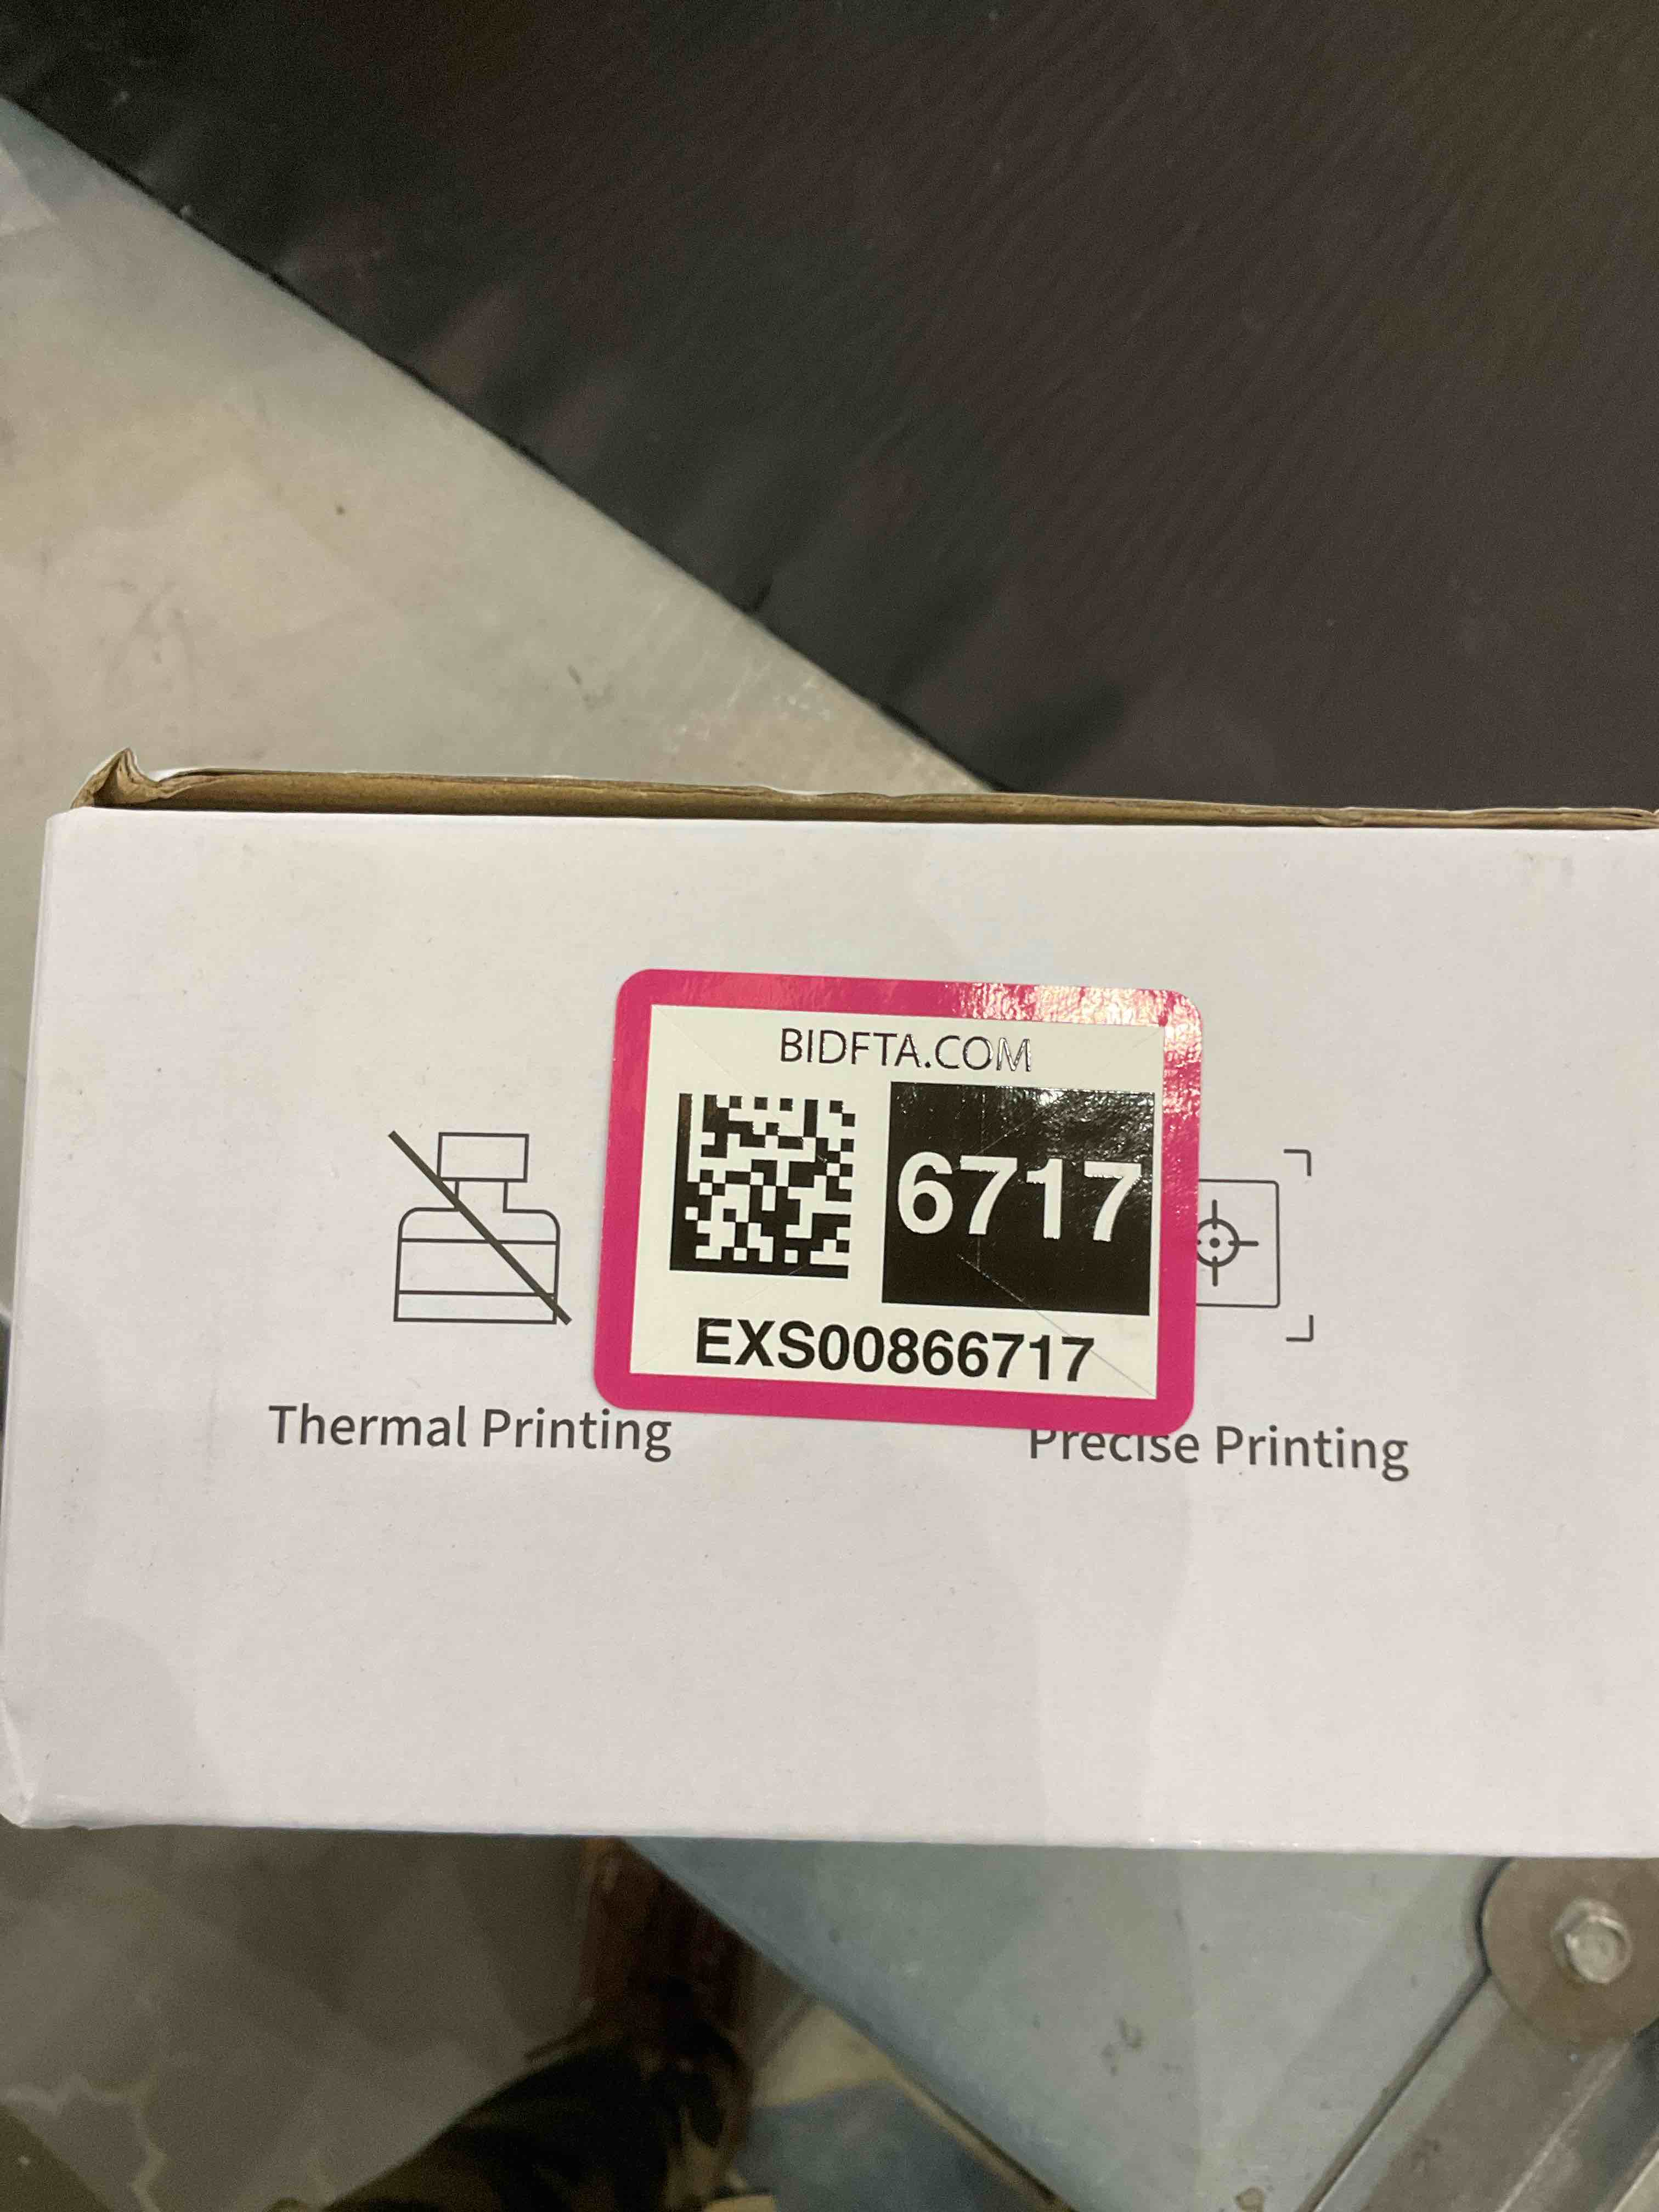 BIDFTA.COM
6717
EXS00866717
Thermal Printing
Precise Printing